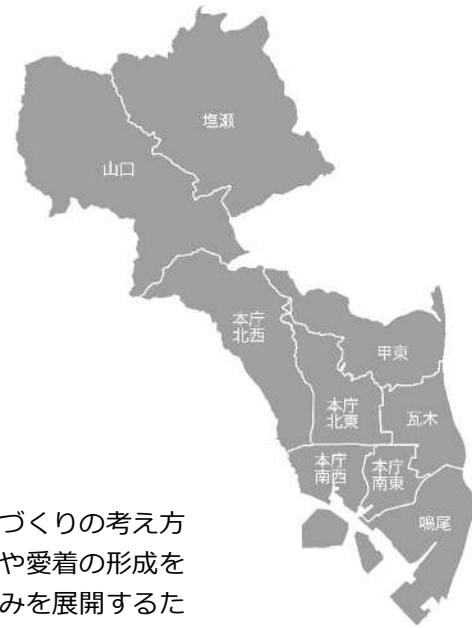 塩瀬
山口
本庁
北西
甲東
本庁
北東
瓦木
本庁
南西
本庁
南東
鳴尾
づくりの考え方
や愛着の形成を
みを展開するた